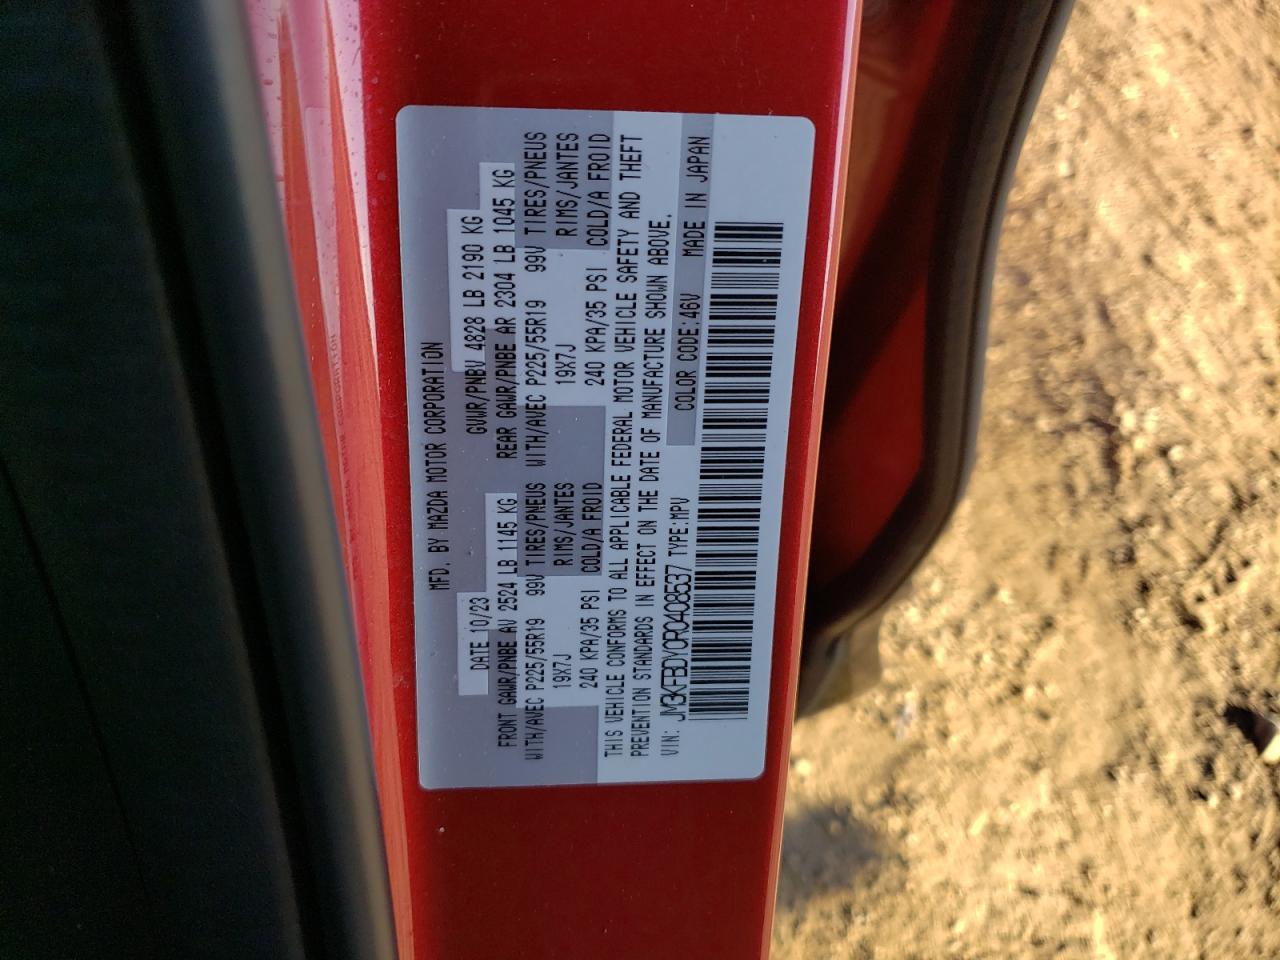 MFD. BY MAZDA MOTOR CORPORATION
DATE 10/23 GVWR/PNBV 4828 LB 2190 KG
FRONT GAWR/PNBE AV 2524 LB 1145 KG REAR GAWR/PNBE AR 2304 LB 1045 KG
WITH/AVEC P225/55R19 99V TIRES/PNEUS WITH/AVEC P225/55R19 99V TIRES/PNEUS
19X7J RIMS/JANTES 19X7J RIMS/JANTES
240 KPA/35 PSI COLD/A FROID 240 KPA/35 PSI COLD/A FROID
THIS VEHICLE CONFORMS TO ALL APPLICABLE FEDERAL MOTOR VEHICLE SAFETY AND THEFT
PREVENTION STANDARDS IN EFFECT ON THE DATE OF MANUFACTURE SHOWN ABOVE.
VIN: JM3KFBDY0R0408537 TYPE:MPV COLOR CODE:46V MADE IN JAPAN